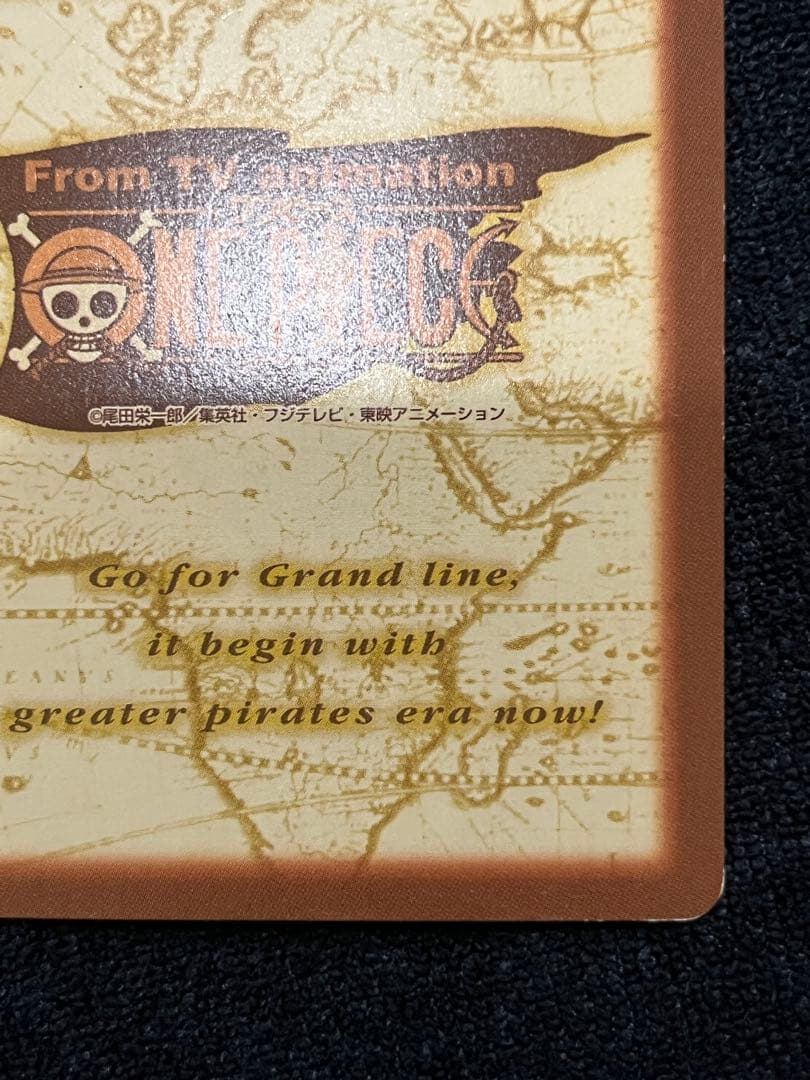 From TV animation
ONE PIECE
©尾田栄一郎／集英社・フジテレビ・東映アニメーション
Go for Grand line,
it begin with
greater pirates era now!
EANVS